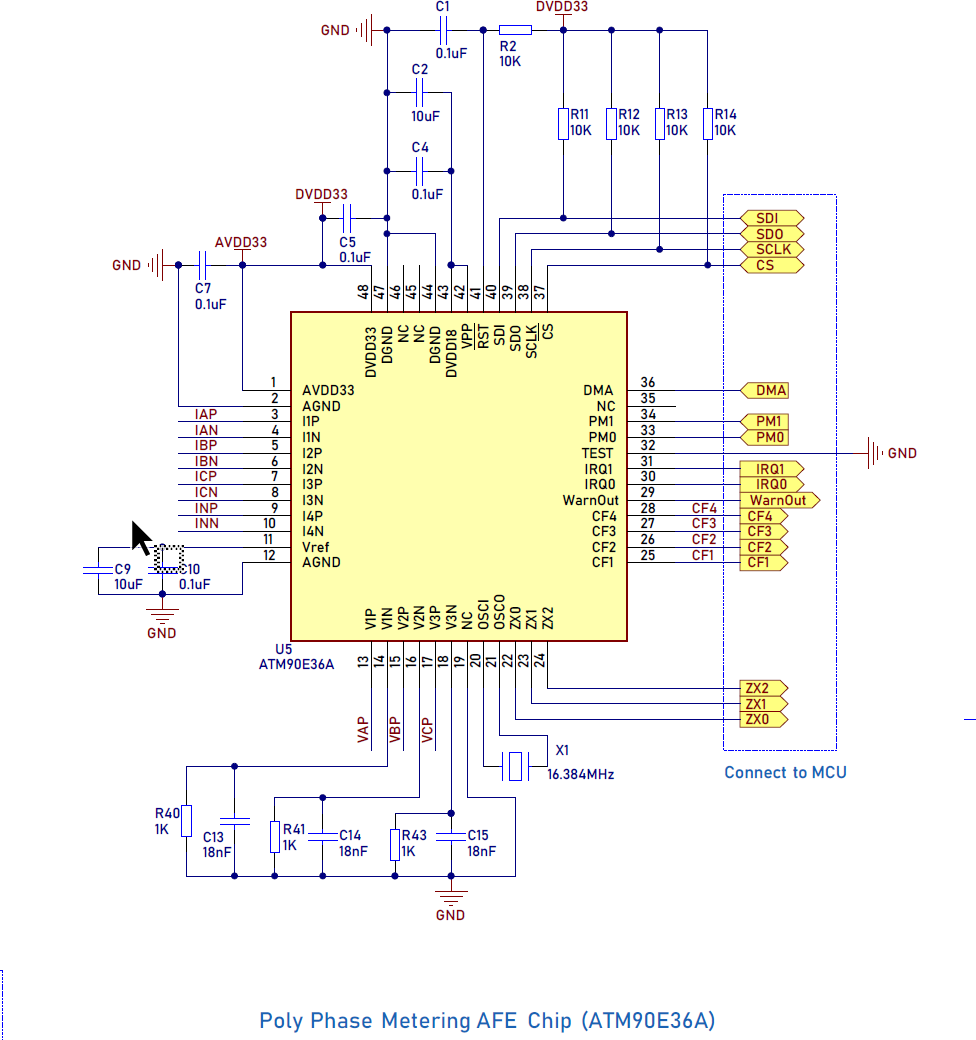 C1
DVDD33
GND
0.1uF
R2
10K
C2
10uF
R11
10K
R12
10K
R13
10K
R14
10K
C4
0.1uF
DVDD33
C5
0.1uF
AVDD33
GND
C7
0.1uF
SDI
SDO
SCLK
CS
48
47
46
45
44
43
42
41
40
39
38
37
DVDD33
DGND
NC
NC
DGND
DVDD18
VPP
RST
SDI
SDO
SCLK
CS
1 AVDD33
2 AGND
IAP 3 I1P
IAN 4 I1N
IBP 5 I2P
IBN 6 I2N
ICP 7 I3P
ICN 8 I3N
INP 9 I4P
INN 10 I4N
11 Vref
12 AGND
DMA 36 DMA
NC 35
PM1 34 PM1
PM0 33 PM0
TEST 32 GND
IRQ1 31 IRQ1
IRQ0 30 IRQ0
WarnOut 29 WarnOut
CF4 28 CF4 CF4
CF3 27 CF3 CF3
CF2 26 CF2 CF2
CF1 25 CF1 CF1
C9
10uF
C10
0.1uF
GND
VIP
VIN
V2P
V2N
V3P
V3N
NC
OSCI
OSCO
ZX0
ZX1
ZX2
U5
ATM90E36A
13
14
15
16
17
18
19
20
21
22
23
24
VAP
VBP
VCP
ZX2
ZX1
ZX0
X1
16.384MHz
Connect to MCU
R40
1K
C13
18nF
R41
1K
C14
18nF
R43
1K
C15
18nF
GND
Poly Phase Metering AFE Chip (ATM90E36A)